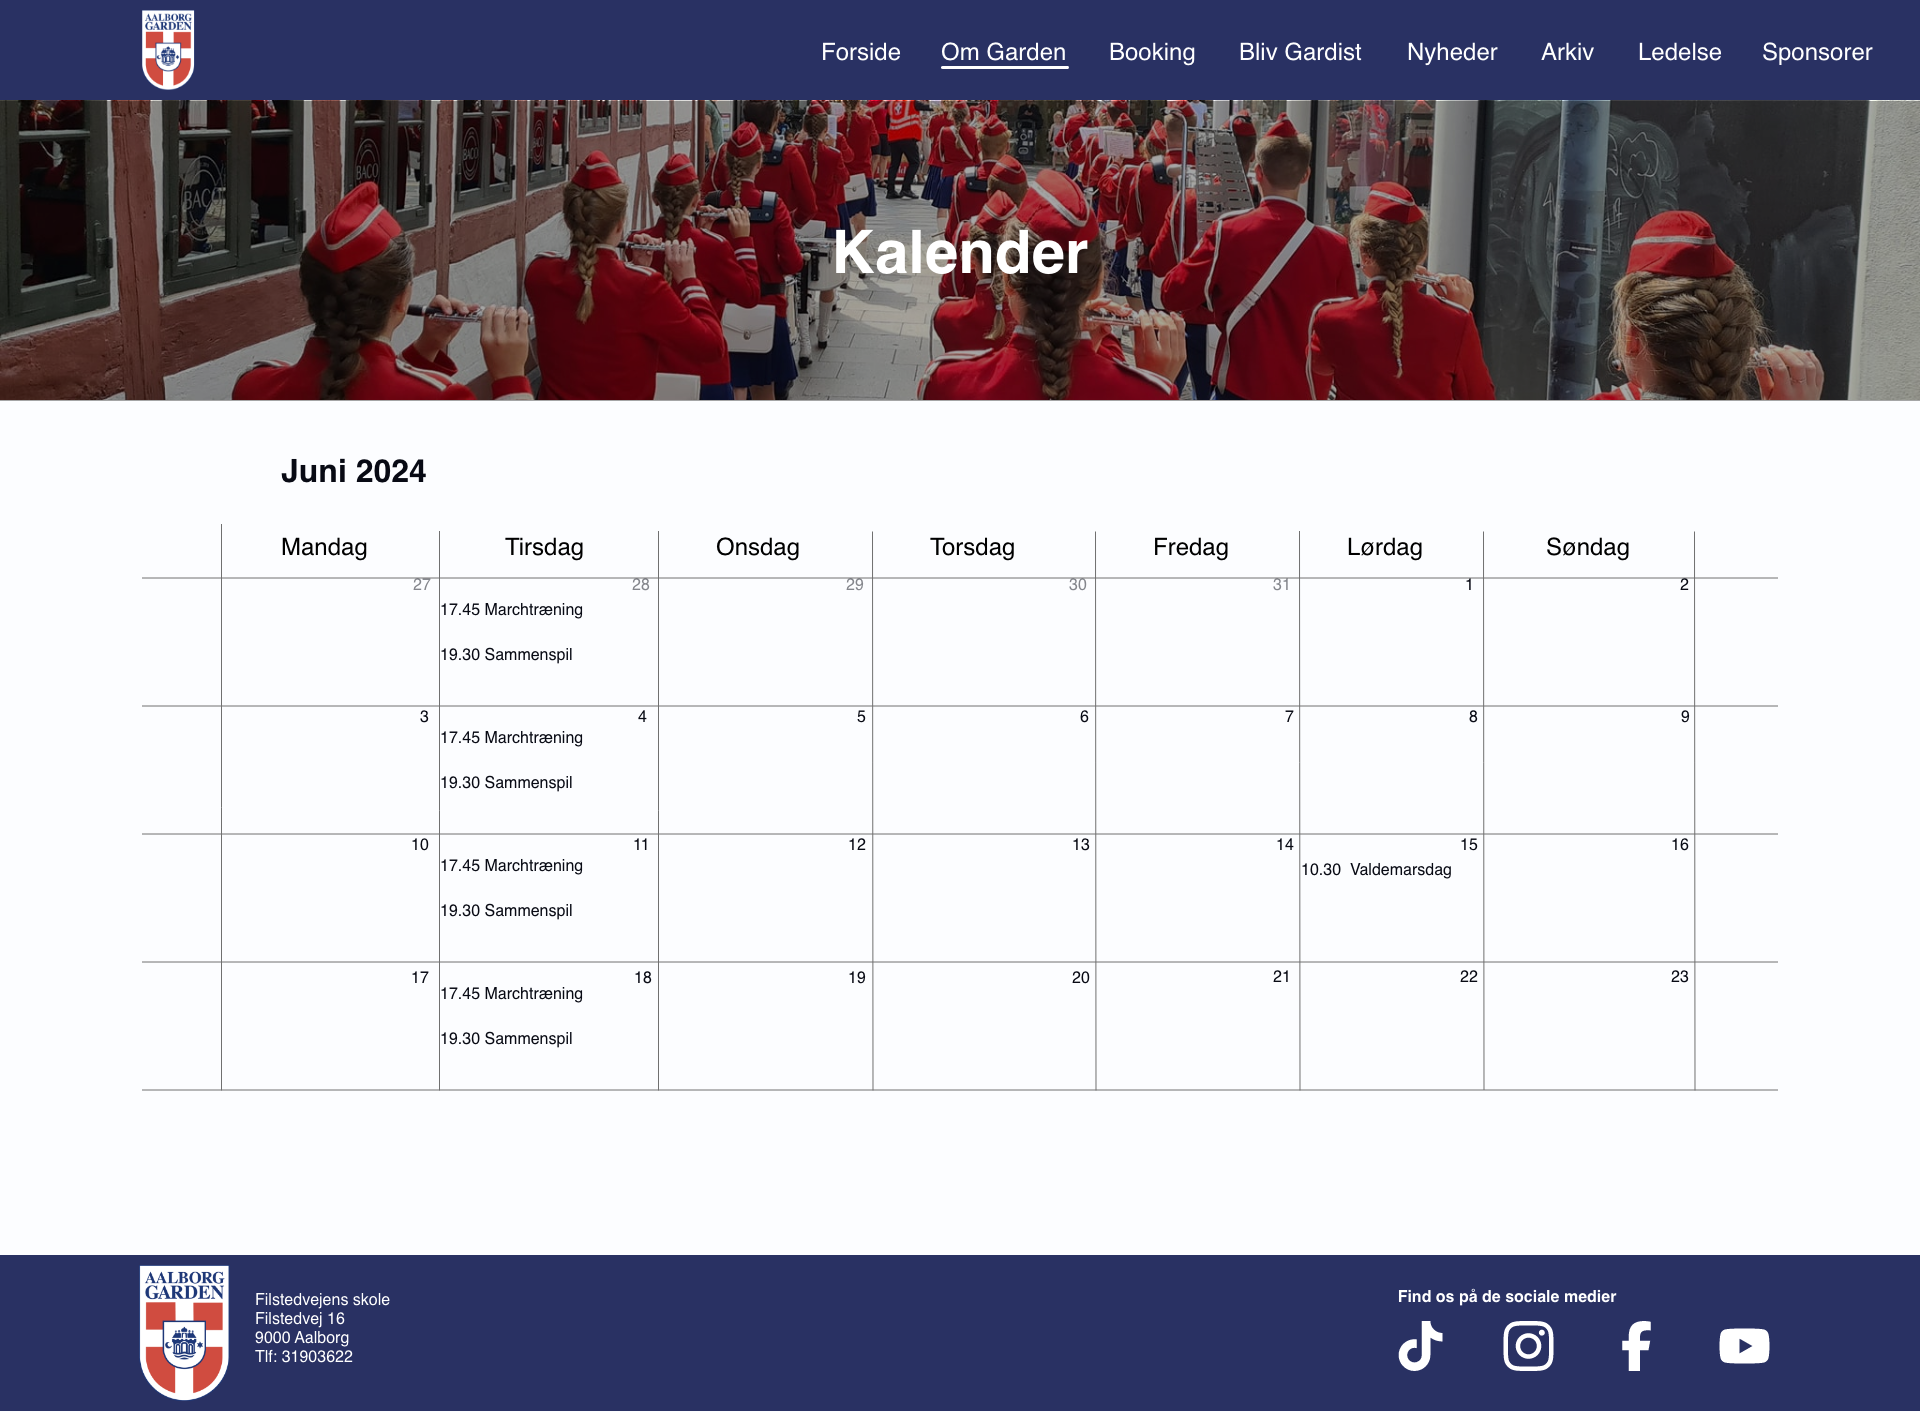 AALBORG
GARDEN
Forside Om Garden Booking Bliv Gardist Nyheder Arkiv Ledelse Sponsorer
BACO
BACO
BACO
Kalender
Juni 2024
Mandag Tirsdag Onsdag Torsdag Fredag Lørdag Søndag
27 28 29 30 31 1 2
17.45 Marchtræning
19.30 Sammenspil
3 4 5 6 7 8 9
17.45 Marchtræning
19.30 Sammenspil
10 11 12 13 14 15 16
17.45 Marchtræning
10.30 Valdemarsdag
19.30 Sammenspil
17 18 19 20 21 22 23
17.45 Marchtræning
19.30 Sammenspil
AALBORG
GARDEN
Filstedvejens skole
Filstedvej 16
9000 Aalborg
Tlf: 31903622
Find os på de sociale medier